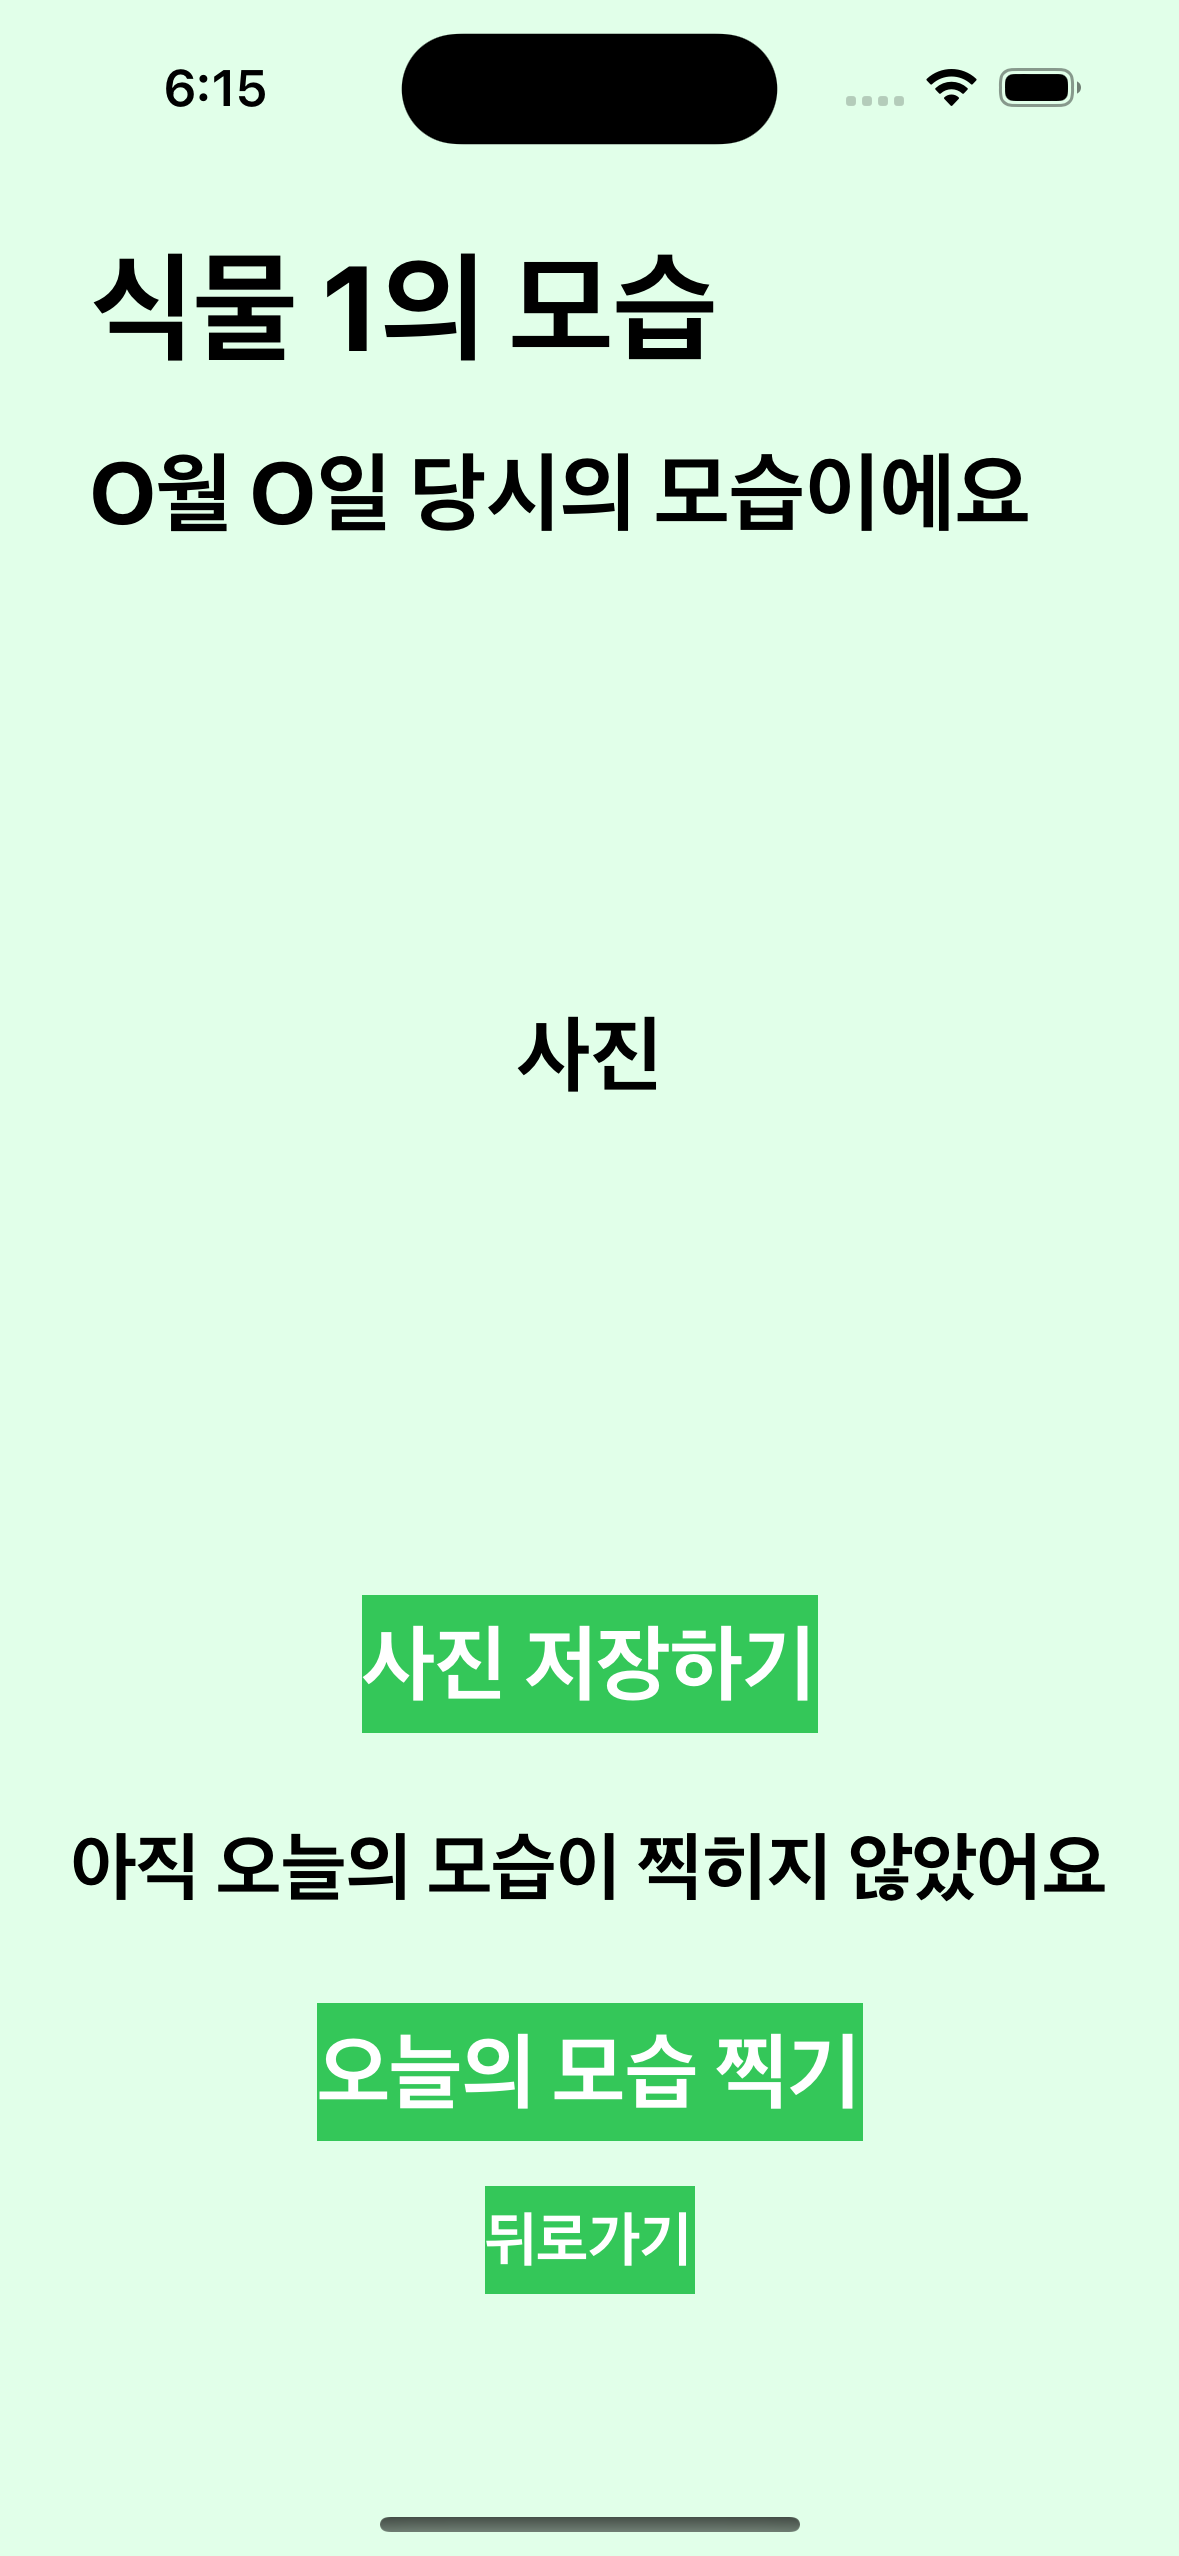 6:15
식물 1의 모습
O월 O일 당시의 모습이에요
사진
사진 저장하기
아직 오늘의 모습이 찍히지 않았어요
오늘의 모습 찍기
뒤로가기